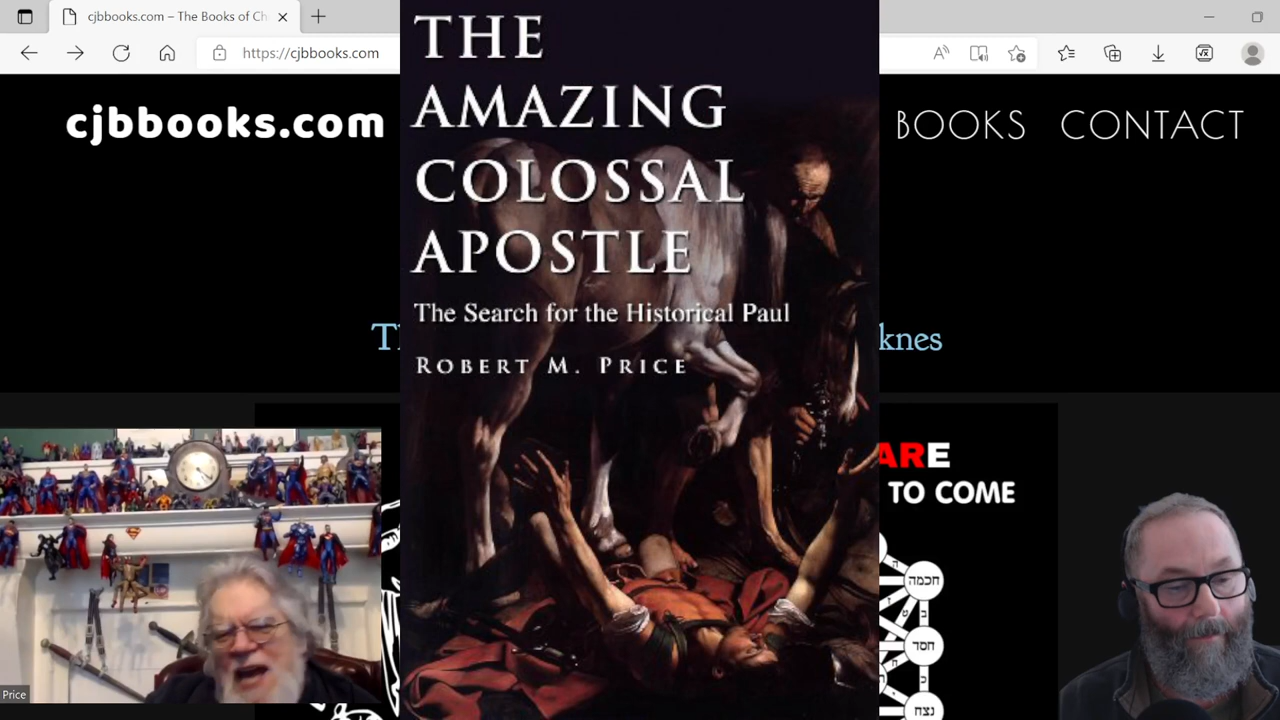 cjbbooks.com – The Books of Ch
https://cjbbooks.com
cjbbooks.com
BOOKS
CONTACT
THE
AMAZING
COLOSSAL
APOSTLE
The Search for the Historical Paul
ROBERT M. PRICE
knes
ARE
TO COME
חכמה
חסד
נצח
Price